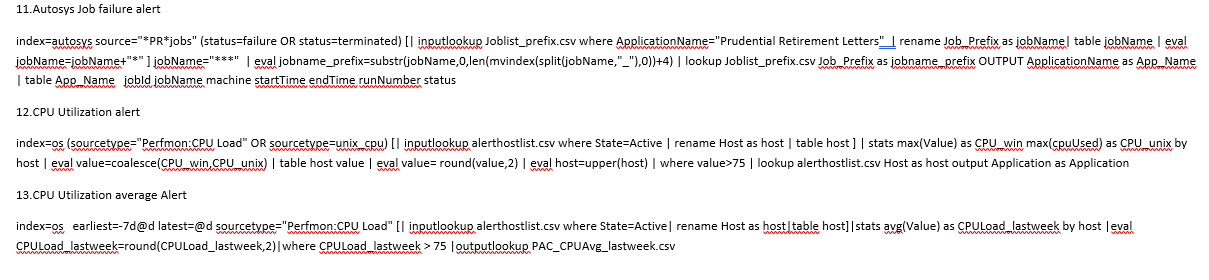 11.Autosys Job failure alert
index=autosys source="*PR*jobs" (status=failure OR status=terminated) [| inputlookup Joblist_prefix.csv where ApplicationName="Prudential Retirement Letters" | rename Job_Prefix as jobName| table jobName | eval
jobName=jobName+"*" ] jobName="***" | eval jobname_prefix=substr(jobName,0,len(mvindex(split(jobName,"_"),0))+4) | lookup Joblist_prefix.csv Job_Prefix as jobname_prefix OUTPUT ApplicationName as App_Name
| table App_Name jobId jobName machine startTime endTime runNumber status
12.CPU Utilization alert
index=os (sourcetype="Perfmon:CPU Load" OR sourcetype=unix_cpu) [| inputlookup alerthostlist.csv where State=Active | rename Host as host | table host ] | stats max(Value) as CPU_win max(cpuUsed) as CPU_unix by
host | eval value=coalesce(CPU_win,CPU_unix) | table host value | eval value= round(value,2) | eval host=upper(host) | where value>75 | lookup alerthostlist.csv Host as host output Application as Application
13.CPU Utilization average Alert
index=os earliest=-7d@d latest=@d sourcetype="Perfmon:CPU Load" [| inputlookup alerthostlist.csv where State=Active| rename Host as host|table host]|stats avg(Value) as CPULoad_lastweek by host |eval
CPULoad_lastweek=round(CPULoad_lastweek,2)|where CPULoad_lastweek > 75 |outputlookup PAC_CPUAvg_lastweek.csv